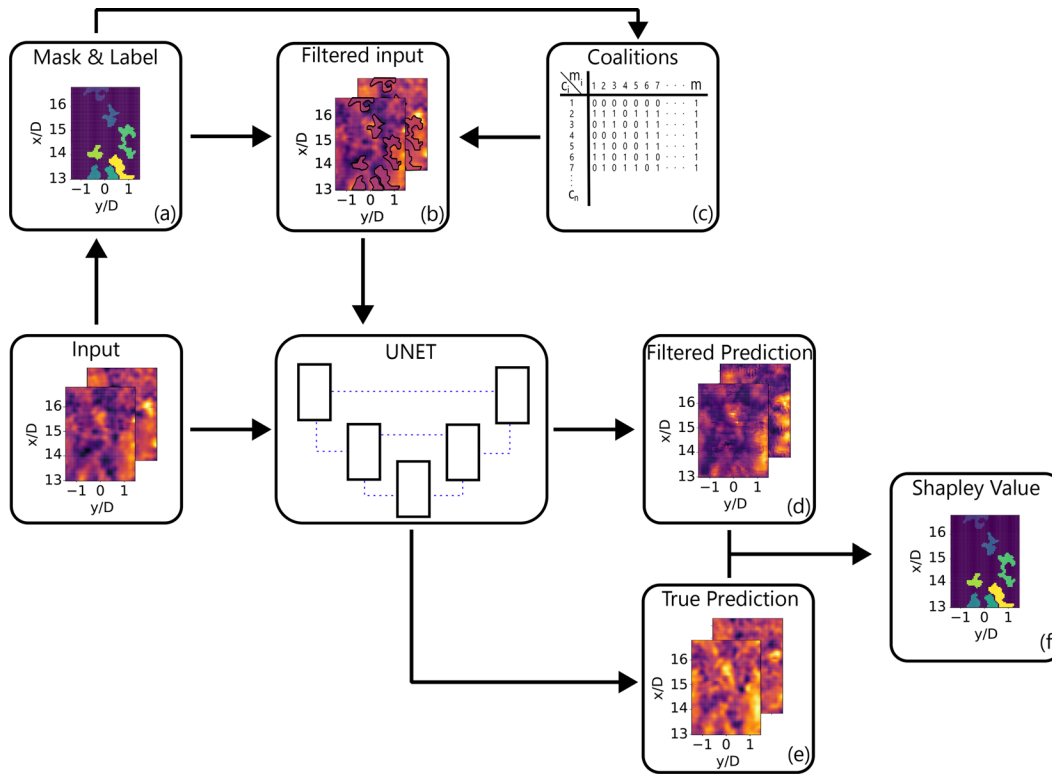 Mask & Label
x/D
16
15
14
13
−1 0 1
y/D
(a)
Filtered input
x/D
16
15
14
13
−1 0 1
y/D
(b)
Coalitions
m_i
c_i
1 2 3 4 5 6 7 · · · m
1 0 0 0 0 0 0 0 · · · 1
2 1 1 1 0 1 1 1 · · · 1
3 0 1 1 0 0 1 1 · · · 1
4 0 0 0 1 0 1 1 · · · 1
5 1 1 0 0 0 1 1 · · · 1
6 1 1 0 1 0 1 0 · · · 1
7 0 1 0 1 1 0 1 · · · 1
:
c_n
(c)
Input
x/D
16
15
14
13
−1 0 1
y/D
UNET
Filtered Prediction
x/D
16
15
14
13
−1 0 1
y/D
(d)
True Prediction
x/D
16
15
14
13
−1 0 1
y/D
(e)
Shapley Value
x/D
16
15
14
13
−1 0 1
y/D
(f